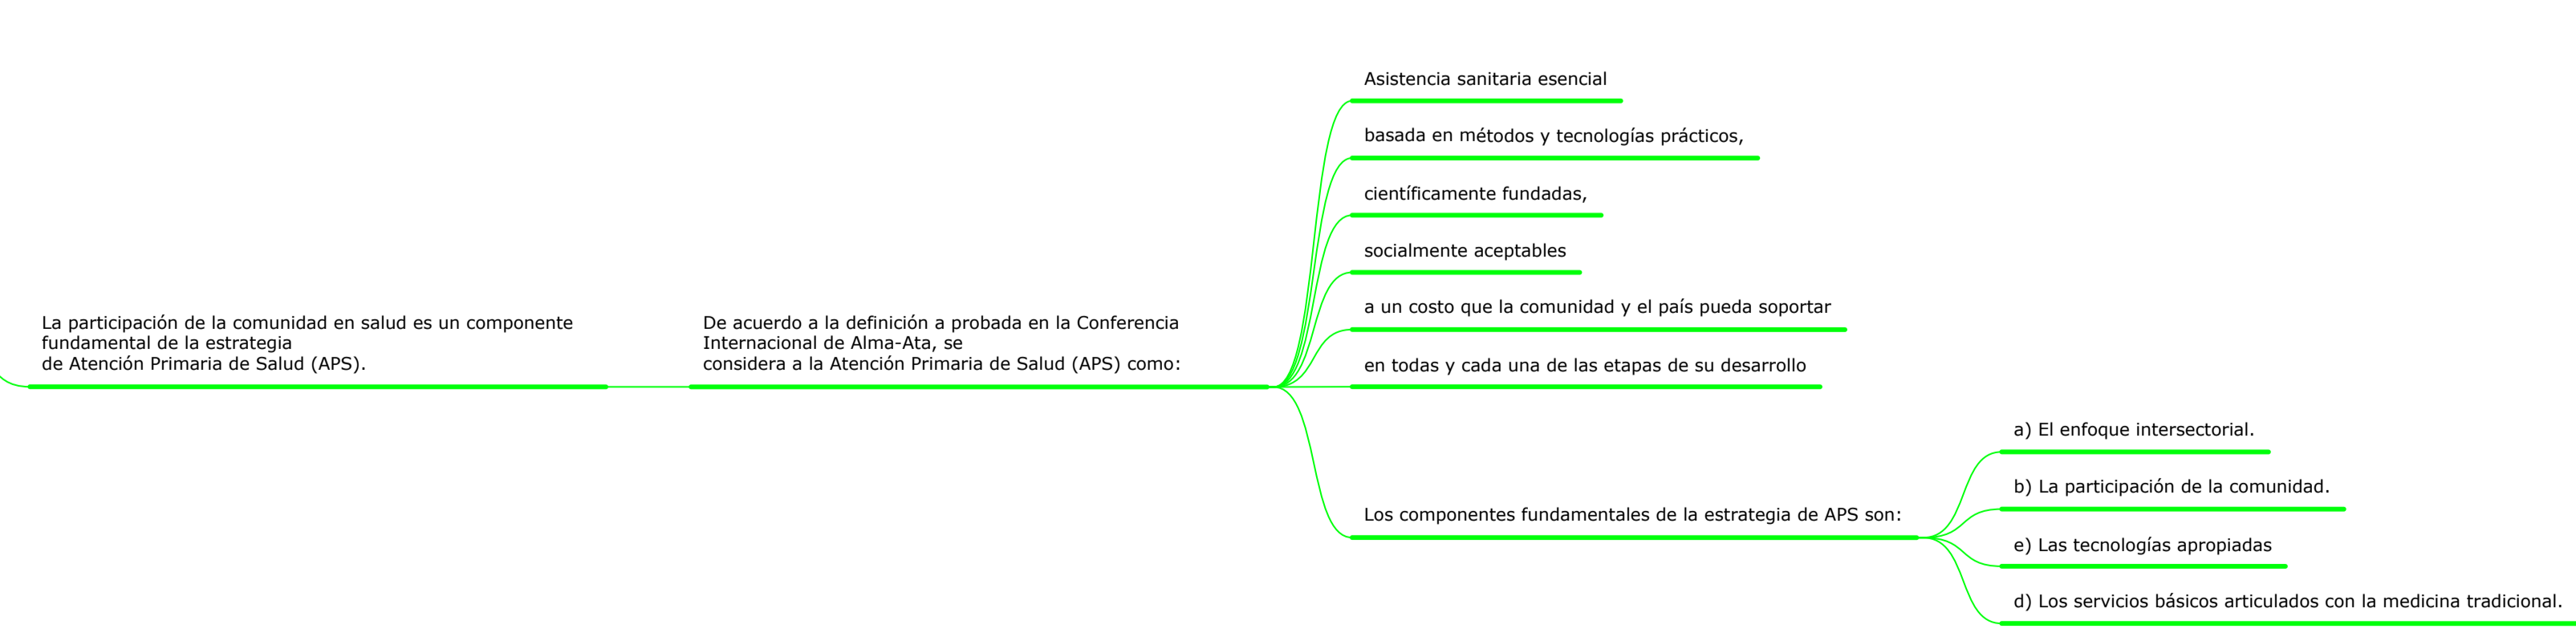 La participación de la comunidad en salud es un componente
fundamental de la estrategia
de Atención Primaria de Salud (APS).
De acuerdo a la definición a probada en la Conferencia
Internacional de Alma-Ata, se
considera a la Atención Primaria de Salud (APS) como:
Asistencia sanitaria esencial
basada en métodos y tecnologías prácticos,
científicamente fundadas,
socialmente aceptables
a un costo que la comunidad y el país pueda soportar
en todas y cada una de las etapas de su desarrollo
Los componentes fundamentales de la estrategia de APS son:
a) El enfoque intersectorial.
b) La participación de la comunidad.
e) Las tecnologías apropiadas
d) Los servicios básicos articulados con la medicina tradicional.